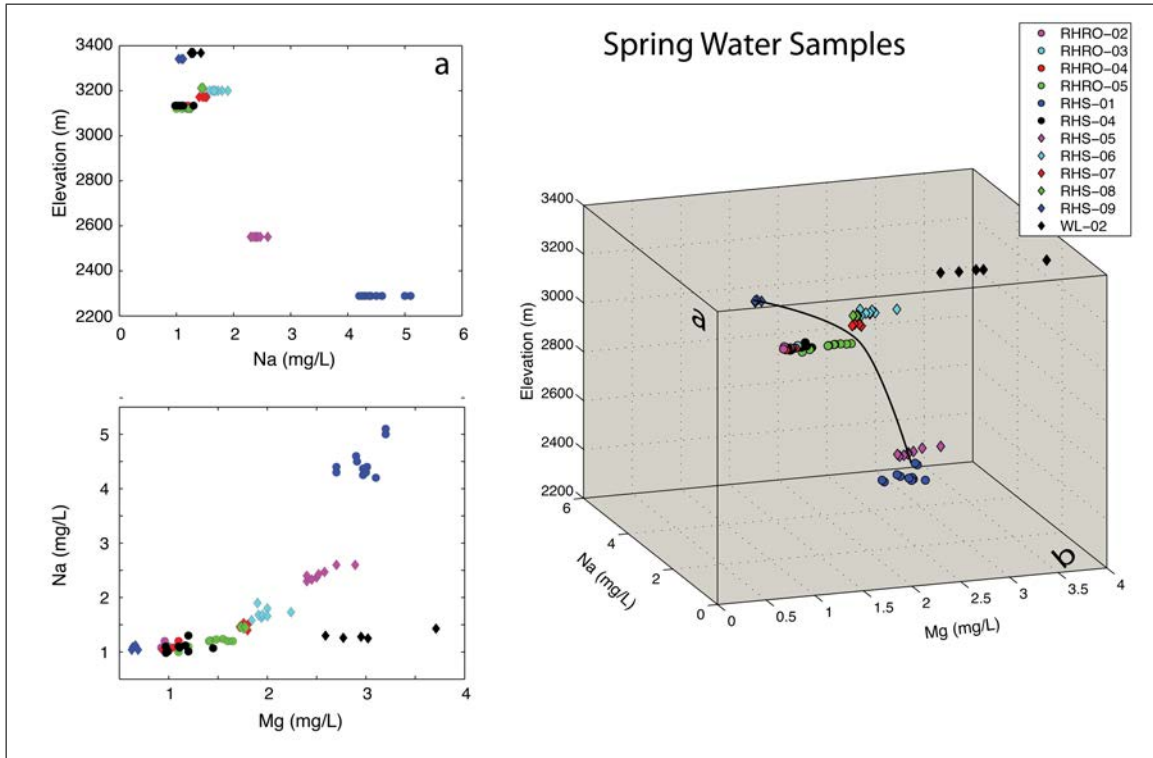 Spring Water Samples
3400
3200
3000
2800
2600
2400
2200
Elevation (m)
a
0 1 2 3 4 5 6
Na (mg/L)
5
4
3
2
1
Na (mg/L)
1 2 3 4
Mg (mg/L)
RHRO-02
RHRO-03
RHRO-04
RHRO-05
RHS-01
RHS-04
RHS-05
RHS-06
RHS-07
RHS-08
RHS-09
WL-02
3400
3200
3000
2800
2600
2400
2200
Elevation (m)
a
6
4
2
0
Na (mg/L)
0 0.5 1 1.5 2 2.5 3 3.5 4
Mg (mg/L)
b